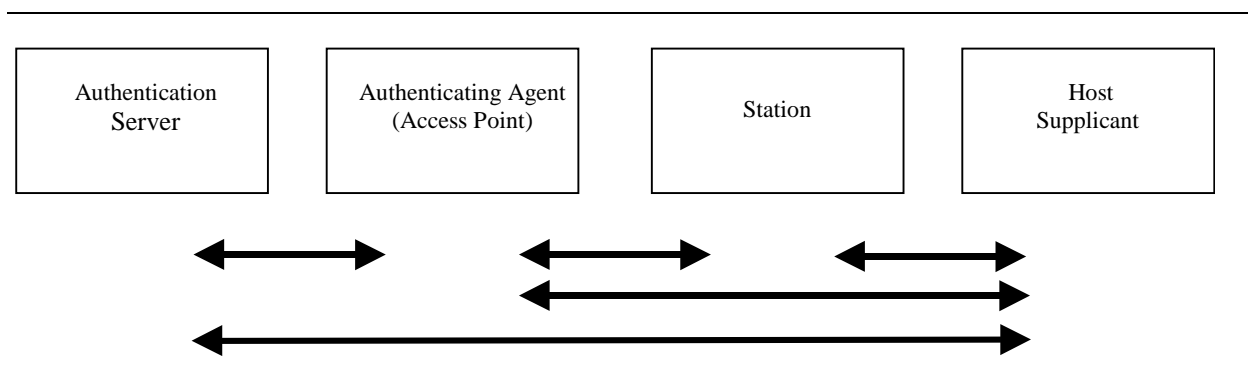 Authentication
Server
Authenticating Agent
(Access Point)
Station
Host
Supplicant